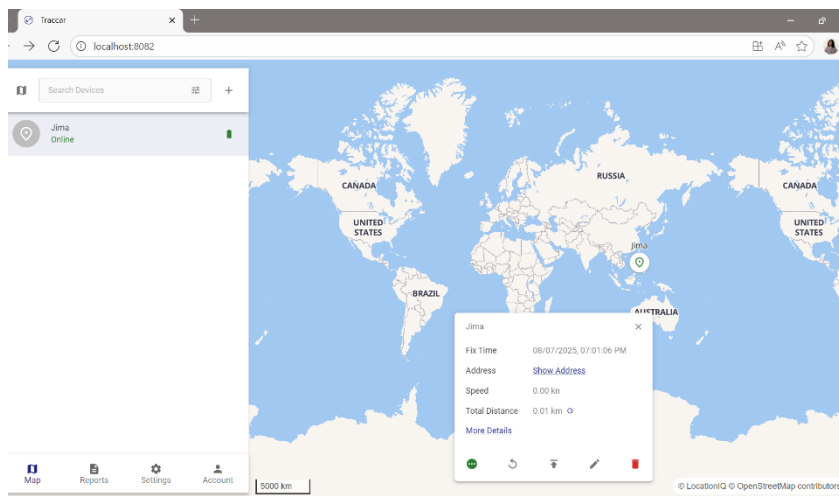 Traccar
localhost:8082
Search Devices
Jima
Online
RUSSIA
CANADA
CANADA
UNITED
STATES
UNITED
STATES
Jima
BRAZIL
AUSTRALIA
Jima
Fix Time 08/07/2025, 07:01:06 PM
Address Show Address
Speed 0.00 kn
Total Distance 0.01 km
More Details
Map Reports Settings Account
5000 km
© LocationIQ © OpenStreetMap contributors